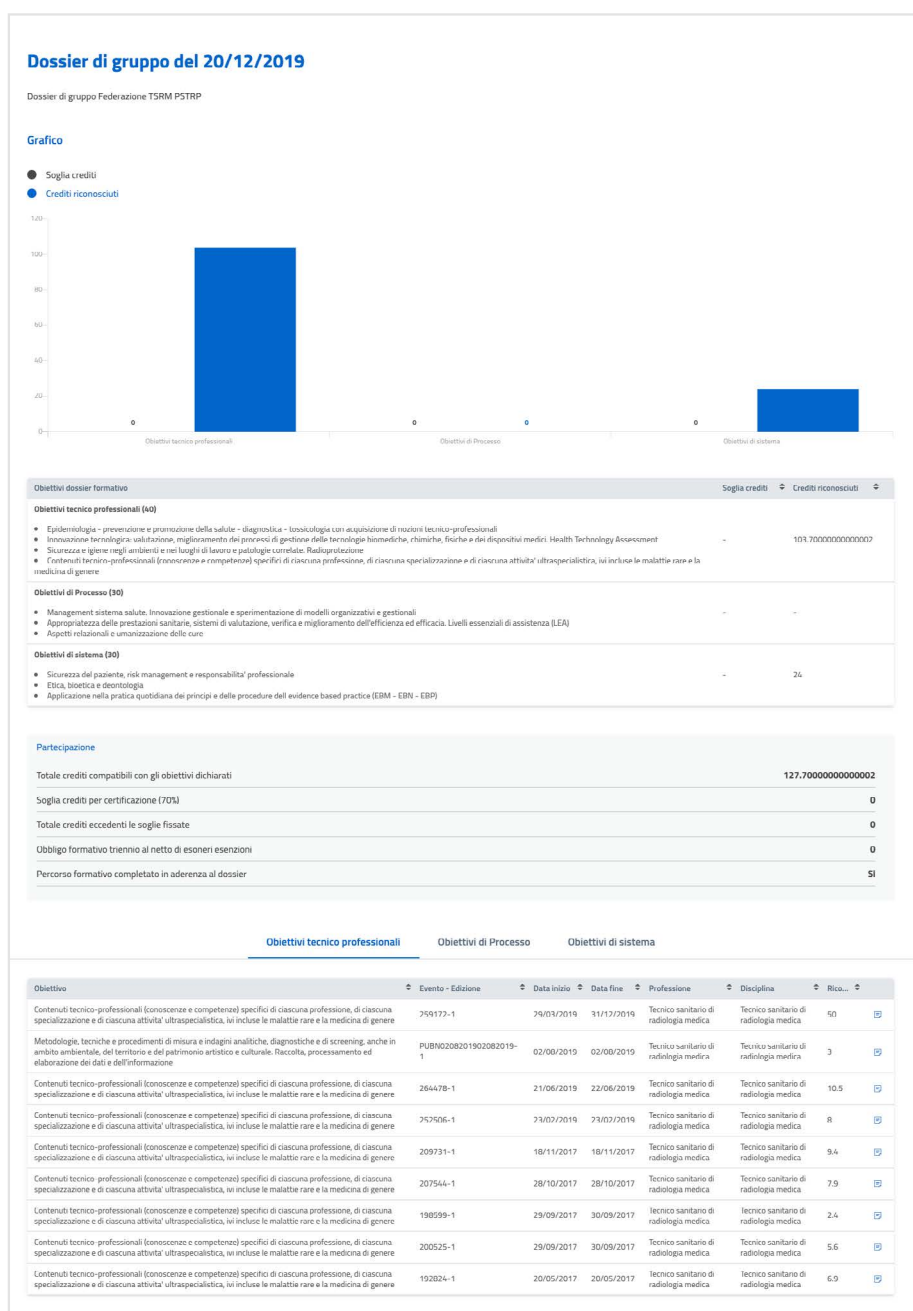 Dossier di gruppo del 20/12/2019
Dossier di gruppo Federazione TSRM PSTRP
Grafico
Soglia crediti
Crediti riconosciuti
120
100
80
60
40
20
0
0
0
0
0
Obiettivi tecnico professionali
Obiettivi di Processo
Obiettivi di sistema
Obiettivi dossier formativo Soglia crediti Crediti riconosciuti
Obiettivi tecnico professionali (40)
• Epidemiologia - prevenzione e promozione della salute - diagnostica - tossicologia con acquisizione di nozioni tecnico-professionali
• Innovazione tecnologica: valutazione, miglioramento dei processi di gestione delle tecnologie biomediche, chimiche, fisiche e dei dispositivi medici. Health Technology Assessment - 103.70000000000002
• Sicurezza e igiene negli ambienti e nei luoghi di lavoro e patologie correlate. Radioprotezione
• Contenuti tecnico-professionali (conoscenze e competenze) specifici di ciascuna professione, di ciascuna specializzazione e di ciascuna attivita' ultraspecialistica, ivi incluse le malattie rare e la
medicina di genere
Obiettivi di Processo (30)
• Management sistema salute. Innovazione gestionale e sperimentazione di modelli organizzativi e gestionali - -
• Appropriatezza delle prestazioni sanitarie, sistemi di valutazione, verifica e miglioramento dell'efficienza ed efficacia. Livelli essenziali di assistenza (LEA)
• Aspetti relazionali e umanizzazione delle cure
Obiettivi di sistema (30)
• Sicurezza del paziente, risk management e responsabilita' professionale - 24
• Etica, bioetica e deontologia
• Applicazione nella pratica quotidiana dei principi e delle procedure dell evidence based practice (EBM - EBN - EBP)
Partecipazione
Totale crediti compatibili con gli obiettivi dichiarati 127.70000000000002
Soglia crediti per certificazione (70%) 0
Totale crediti eccedenti le soglie fissate 0
Obbligo formativo triennio al netto di esoneri esenzioni 0
Percorso formativo completato in aderenza al dossier Sì
Obiettivi tecnico professionali Obiettivi di Processo Obiettivi di sistema
Obiettivo Evento - Edizione Data inizio Data fine Professione Disciplina Rico...
Contenuti tecnico-professionali (conoscenze e competenze) specifici di ciascuna professione, di ciascuna
specializzazione e di ciascuna attivita' ultraspecialistica, ivi incluse le malattie rare e la medicina di genere
259172-1 29/03/2019 31/12/2019 Tecnico sanitario di radiologia medica Tecnico sanitario di radiologia medica 50
Metodologie, tecniche e procedimenti di misura e indagini analitiche, diagnostiche e di screening, anche in
ambito ambientale, del territorio e del patrimonio artistico e culturale. Raccolta, processamento ed
elaborazione dei dati e dell'informazione
PUBN0208201902082019-1 02/08/2019 02/08/2019 Tecnico sanitario di radiologia medica Tecnico sanitario di radiologia medica 3
Contenuti tecnico-professionali (conoscenze e competenze) specifici di ciascuna professione, di ciascuna
specializzazione e di ciascuna attivita' ultraspecialistica, ivi incluse le malattie rare e la medicina di genere
264478-1 21/06/2019 22/06/2019 Tecnico sanitario di radiologia medica Tecnico sanitario di radiologia medica 10.5
Contenuti tecnico-professionali (conoscenze e competenze) specifici di ciascuna professione, di ciascuna
specializzazione e di ciascuna attivita' ultraspecialistica, ivi incluse le malattie rare e la medicina di genere
252506-1 23/02/2019 23/02/2019 Tecnico sanitario di radiologia medica Tecnico sanitario di radiologia medica 8
Contenuti tecnico-professionali (conoscenze e competenze) specifici di ciascuna professione, di ciascuna
specializzazione e di ciascuna attivita' ultraspecialistica, ivi incluse le malattie rare e la medicina di genere
209731-1 18/11/2017 18/11/2017 Tecnico sanitario di radiologia medica Tecnico sanitario di radiologia medica 9.4
Contenuti tecnico-professionali (conoscenze e competenze) specifici di ciascuna professione, di ciascuna
specializzazione e di ciascuna attivita' ultraspecialistica, ivi incluse le malattie rare e la medicina di genere
207544-1 28/10/2017 28/10/2017 Tecnico sanitario di radiologia medica Tecnico sanitario di radiologia medica 7.9
Contenuti tecnico-professionali (conoscenze e competenze) specifici di ciascuna professione, di ciascuna
specializzazione e di ciascuna attivita' ultraspecialistica, ivi incluse le malattie rare e la medicina di genere
198599-1 29/09/2017 30/09/2017 Tecnico sanitario di radiologia medica Tecnico sanitario di radiologia medica 2.4
Contenuti tecnico-professionali (conoscenze e competenze) specifici di ciascuna professione, di ciascuna
specializzazione e di ciascuna attivita' ultraspecialistica, ivi incluse le malattie rare e la medicina di genere
200525-1 29/09/2017 30/09/2017 Tecnico sanitario di radiologia medica Tecnico sanitario di radiologia medica 5.6
Contenuti tecnico-professionali (conoscenze e competenze) specifici di ciascuna professione, di ciascuna
specializzazione e di ciascuna attivita' ultraspecialistica, ivi incluse le malattie rare e la medicina di genere
192824-1 20/05/2017 20/05/2017 Tecnico sanitario di radiologia medica Tecnico sanitario di radiologia medica 6.9